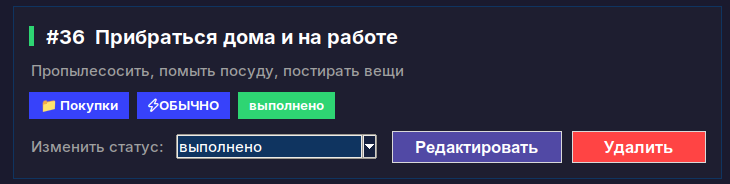 #36 Прибраться дома и на работе
Пропылесосить, помыть посуду, постирать вещи
📁 Покупки ⚡ОБЫЧНО выполнено
Изменить статус: выполнено Редактировать Удалить